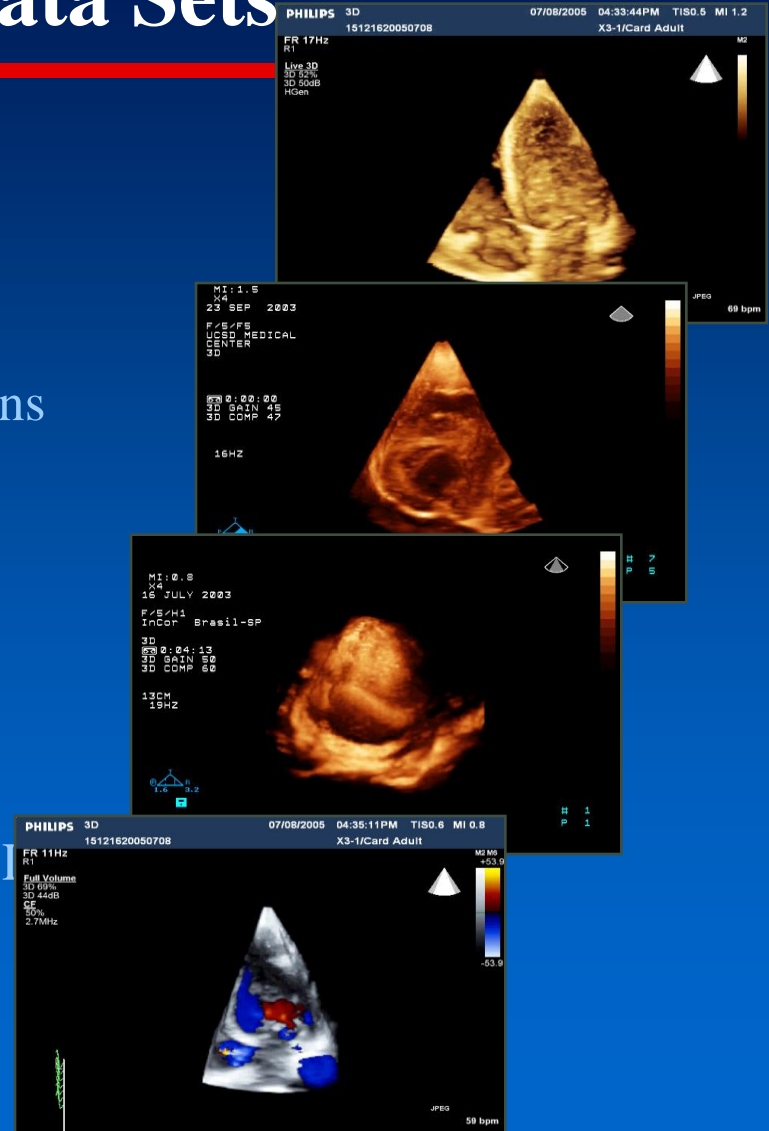 ata Sets
PHILIPS 3D 07/08/2005 04:33:44PM TIS0.5 MI 1.2
15121620050708 X3-1/Card Adult
FR 17Hz
R1
M2
Live 3D
3D 52%
3D 50dB
HGen
JPEG
69 bpm
MI:1.5
X4
23 SEP 2003
F/5/F5
UCSD MEDICAL
CENTER
3D
0:00:00
3D GAIN 45
3D COMP 47
16HZ
# 7
P 5
ns
MI:0.8
X4
16 JULY 2003
F/5/H1
InCor Brasil-SP
3D
0:04:13
3D GAIN 50
3D COMP 60
13CM
19HZ
1.6 3.2
# 1
P 1
PHILIPS 3D 07/08/2005 04:35:11PM TIS0.6 MI 0.8
15121620050708 X3-1/Card Adult
FR 11Hz
R1
M2 M6
+53.9
Full Volume
3D 69%
3D 44dB
CF
50%
2.7MHz
-53.9
JPEG
59 bpm